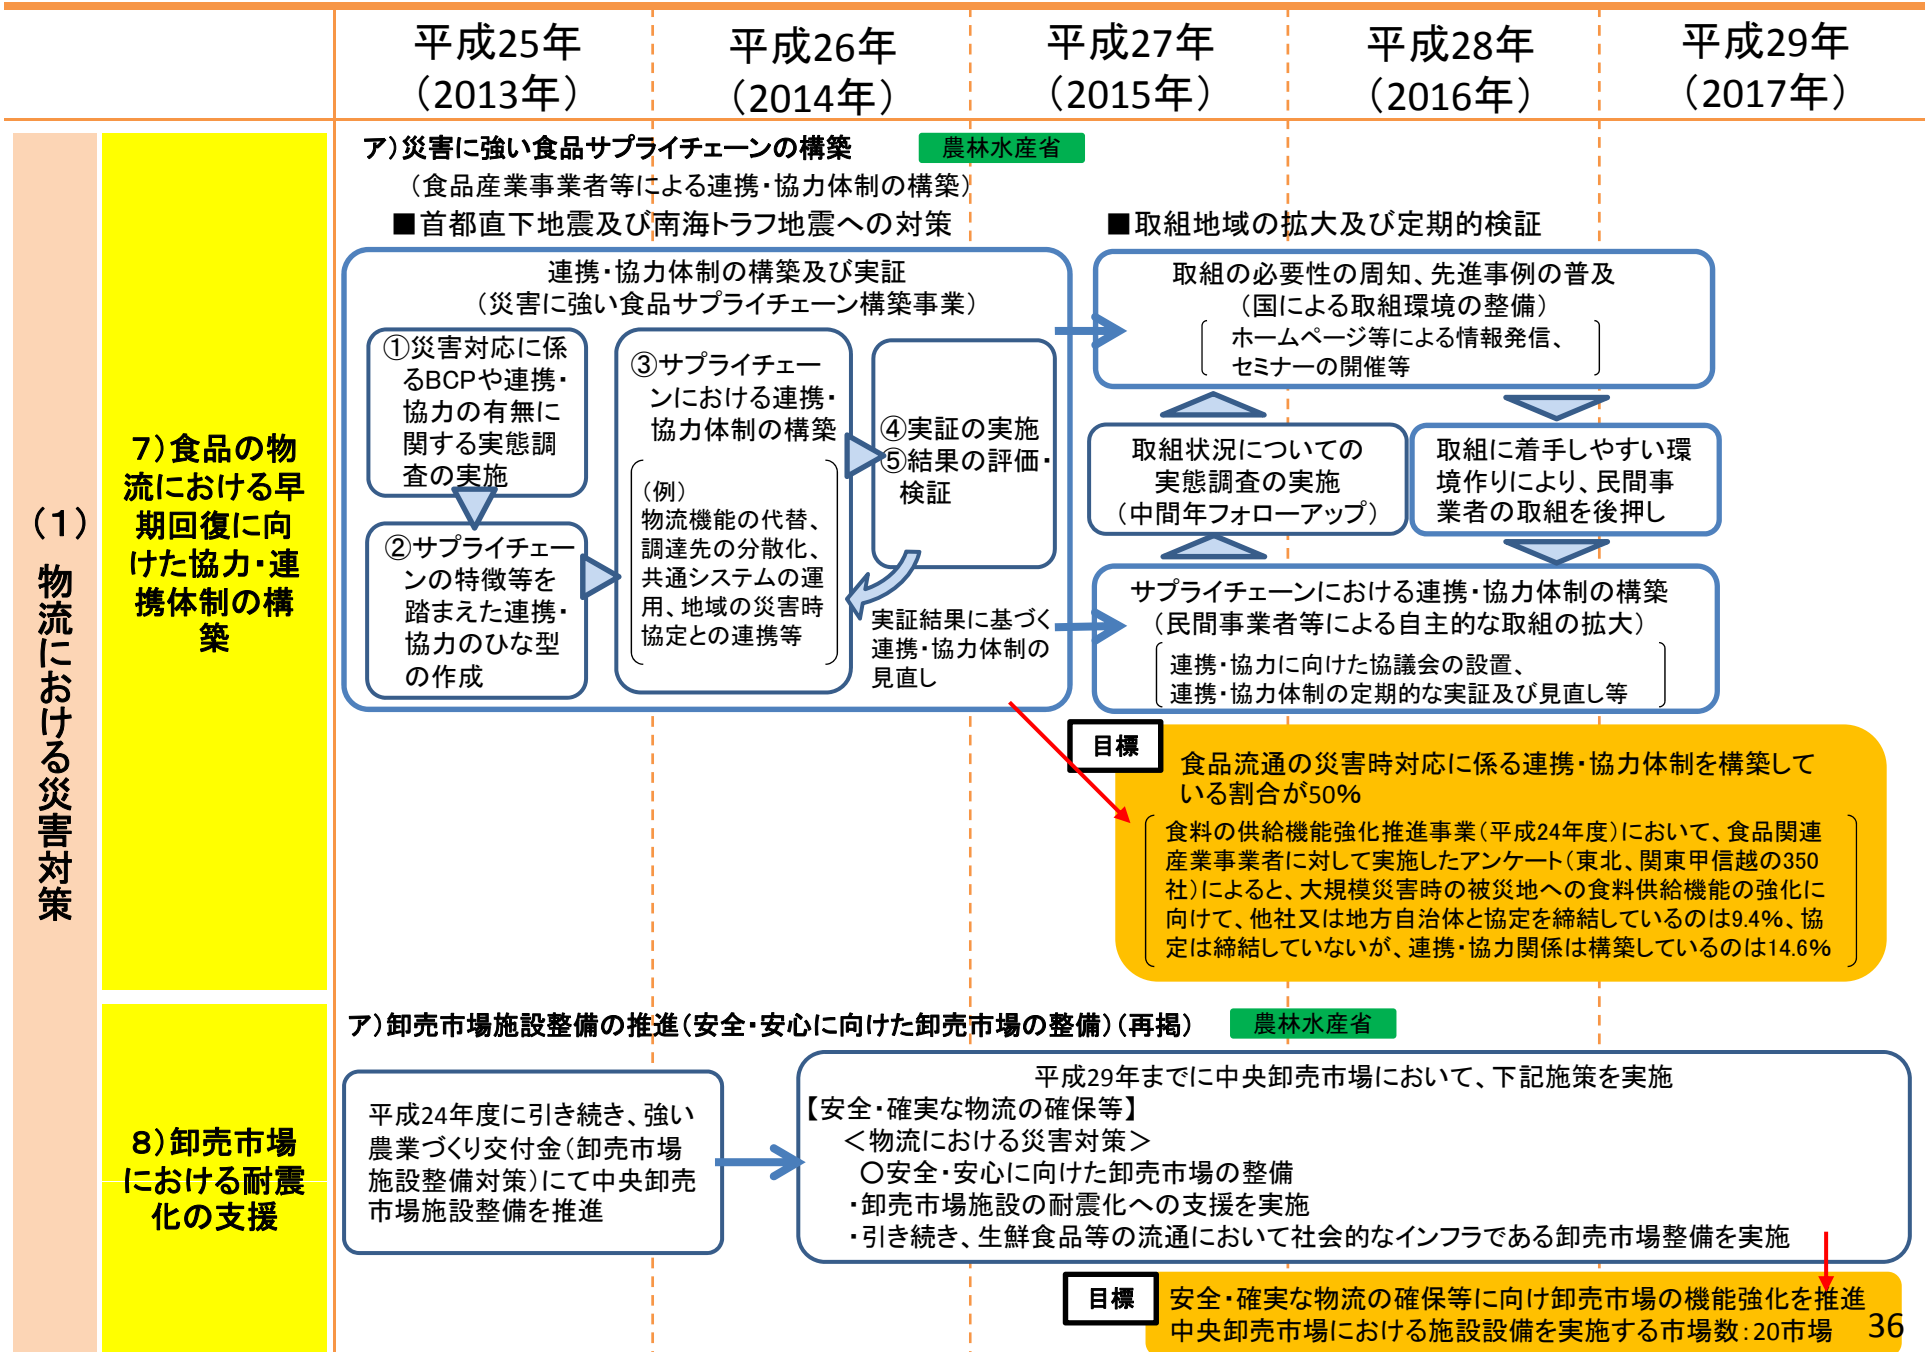 平成25年
（2013年）
平成26年
（2014年）
平成27年
（2015年）
平成28年
（2016年）
平成29年
（2017年）
（1）物流における災害対策
7）食品の物
流における早
期回復に向
けた協力・連
携体制の構
築
ア）災害に強い食品サプライチェーンの構築
農林水産省
（食品産業事業者等による連携・協力体制の構築）
■首都直下地震及び南海トラフ地震への対策
連携・協力体制の構築及び実証
（災害に強い食品サプライチェーン構築事業）
①災害対応に係
るBCPや連携・
協力の有無に
関する実態調
査の実施
②サプライチェー
ンの特徴等を
踏まえた連携・
協力のひな型
の作成
③サプライチェー
ンにおける連携・
協力体制の構築
（例）
物流機能の代替、
調達先の分散化、
共通システムの運
用、地域の災害時
協定との連携等
④実証の実施
⑤結果の評価・
検証
実証結果に基づく
連携・協力体制の
見直し
■取組地域の拡大及び定期的検証
取組の必要性の周知、先進事例の普及
（国による取組環境の整備）
ホームページ等による情報発信、
セミナーの開催等
取組状況についての
実態調査の実施
（中間年フォローアップ）
取組に着手しやすい環
境作りにより、民間事
業者の取組を後押し
サプライチェーンにおける連携・協力体制の構築
（民間事業者等による自主的な取組の拡大）
連携・協力に向けた協議会の設置、
連携・協力体制の定期的な実証及び見直し等
目標
食品流通の災害時対応に係る連携・協力体制を構築して
いる割合が50%
食料の供給機能強化推進事業（平成24年度）において、食品関連
産業事業者に対して実施したアンケート（東北、関東甲信越の350
社）によると、大規模災害時の被災地への食料供給機能の強化に
向けて、他社又は地方自治体と協定を締結しているのは9.4%、協
定は締結していないが、連携・協力関係は構築しているのは14.6%
8）卸売市場
における耐震
化の支援
ア）卸売市場施設整備の推進（安全・安心に向けた卸売市場の整備）（再掲）
農林水産省
平成24年度に引き続き、強い
農業づくり交付金（卸売市場
施設整備対策）にて中央卸売
市場施設整備を推進
平成29年までに中央卸売市場において、下記施策を実施
【安全・確実な物流の確保等】
＜物流における災害対策＞
○安全・安心に向けた卸売市場の整備
・卸売市場施設の耐震化への支援を実施
・引き続き、生鮮食品等の流通において社会的なインフラである卸売市場整備を実施
目標
安全・確実な物流の確保等に向け卸売市場の機能強化を推進
中央卸売市場における施設設備を実施する市場数：20市場
36